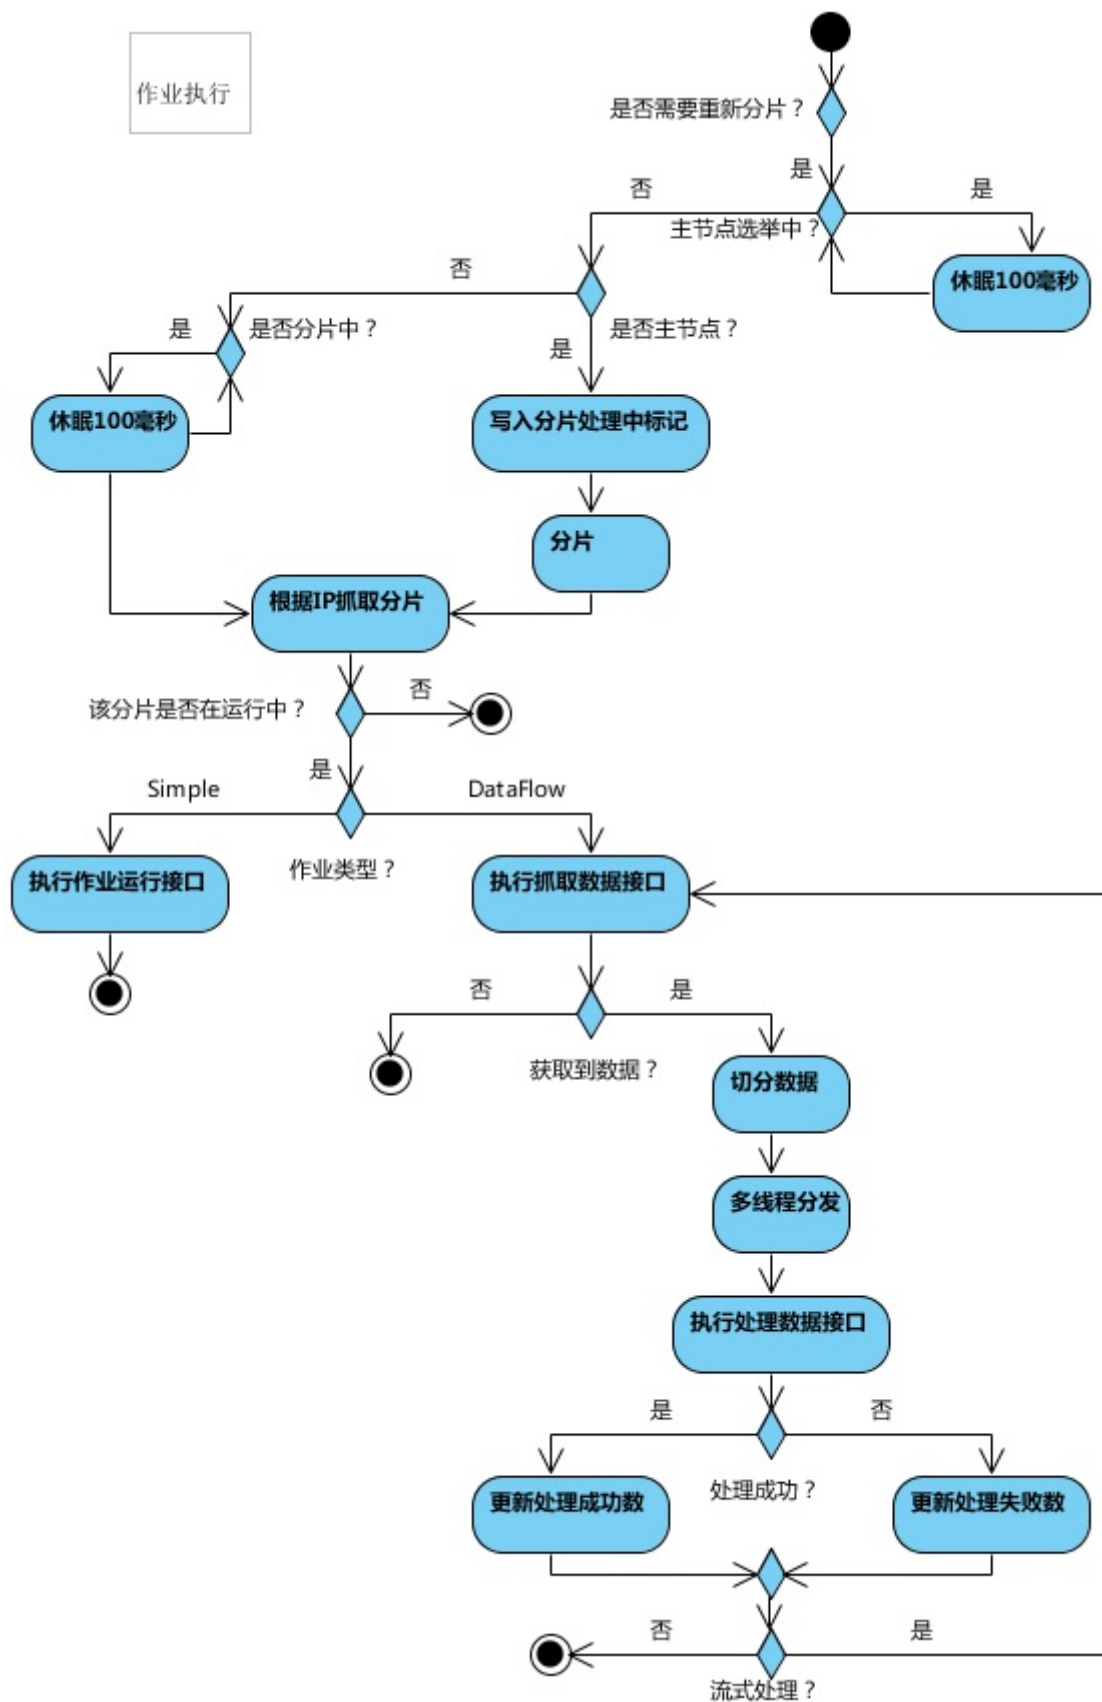 作业执行
是否需要重新分片？
是
否
是
主节点选举中？
休眠100毫秒
否
是
是否分片中？
是否主节点？
是
休眠100毫秒
写入分片处理中标记
分片
根据IP抓取分片
该分片是否在运行中？
否
是
Simple
DataFlow
作业类型？
执行作业运行接口
执行抓取数据接口
否
是
获取到数据？
切分数据
多线程分发
执行处理数据接口
是
否
处理成功？
更新处理成功数
更新处理失败数
否
是
流式处理？